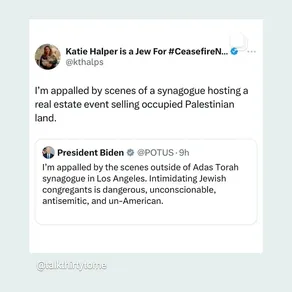 Katie Halper is a Jew For #CeasefireN...
@kthalps
I'm appalled by scenes of a synagogue hosting a
real estate event selling occupied Palestinian
land.
President Biden @POTUS · 9h
I'm appalled by the scenes outside of Adas Torah
synagogue in Los Angeles. Intimidating Jewish
congregants is dangerous, unconscionable,
antisemitic, and un-American.